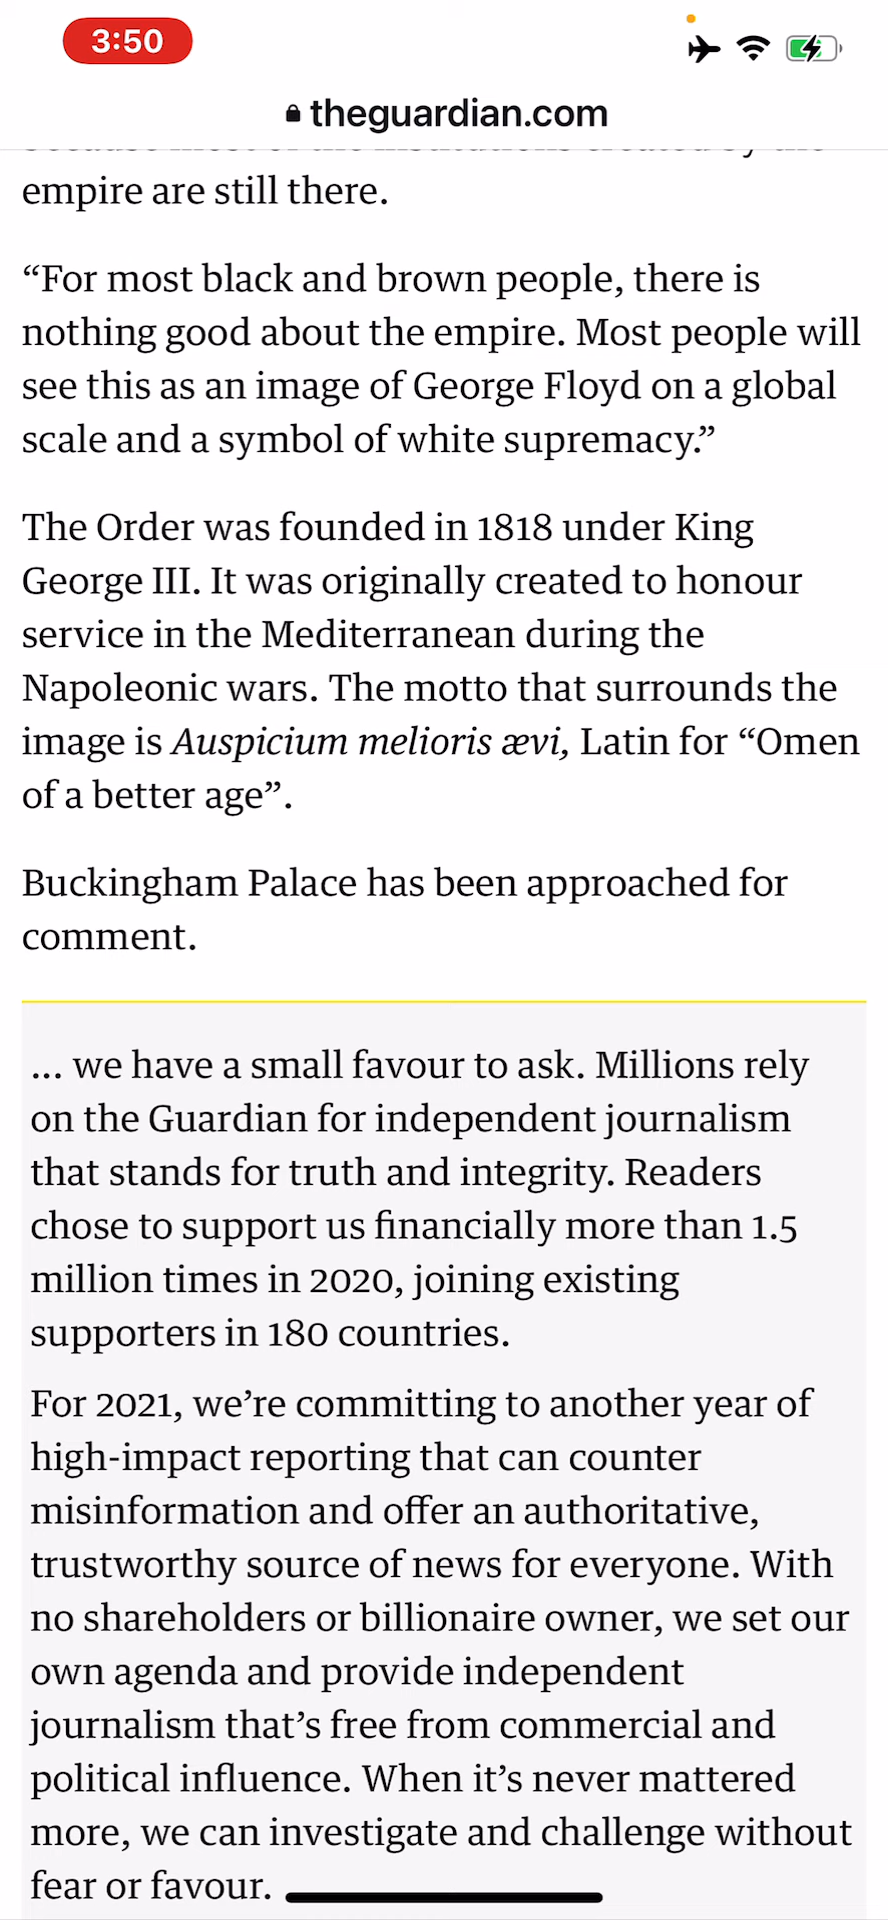 3:50
theguardian.com
empire are still there.
“For most black and brown people, there is
nothing good about the empire. Most people will
see this as an image of George Floyd on a global
scale and a symbol of white supremacy.”
The Order was founded in 1818 under King
George III. It was originally created to honour
service in the Mediterranean during the
Napoleonic wars. The motto that surrounds the
image is Auspicium melioris ævi, Latin for “Omen
of a better age”.
Buckingham Palace has been approached for
comment.
... we have a small favour to ask. Millions rely
on the Guardian for independent journalism
that stands for truth and integrity. Readers
chose to support us financially more than 1.5
million times in 2020, joining existing
supporters in 180 countries.
For 2021, we’re committing to another year of
high-impact reporting that can counter
misinformation and offer an authoritative,
trustworthy source of news for everyone. With
no shareholders or billionaire owner, we set our
own agenda and provide independent
journalism that’s free from commercial and
political influence. When it’s never mattered
more, we can investigate and challenge without
fear or favour.